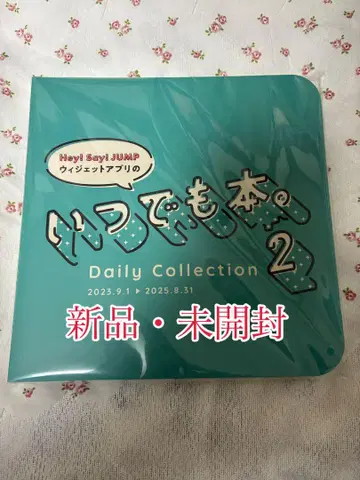 Hey! Say! JUMP
ウィジェットアプリの
いつでも本。
2
Daily Collection
2023.9.1 ▶ 2025.8.31
新品・未開封